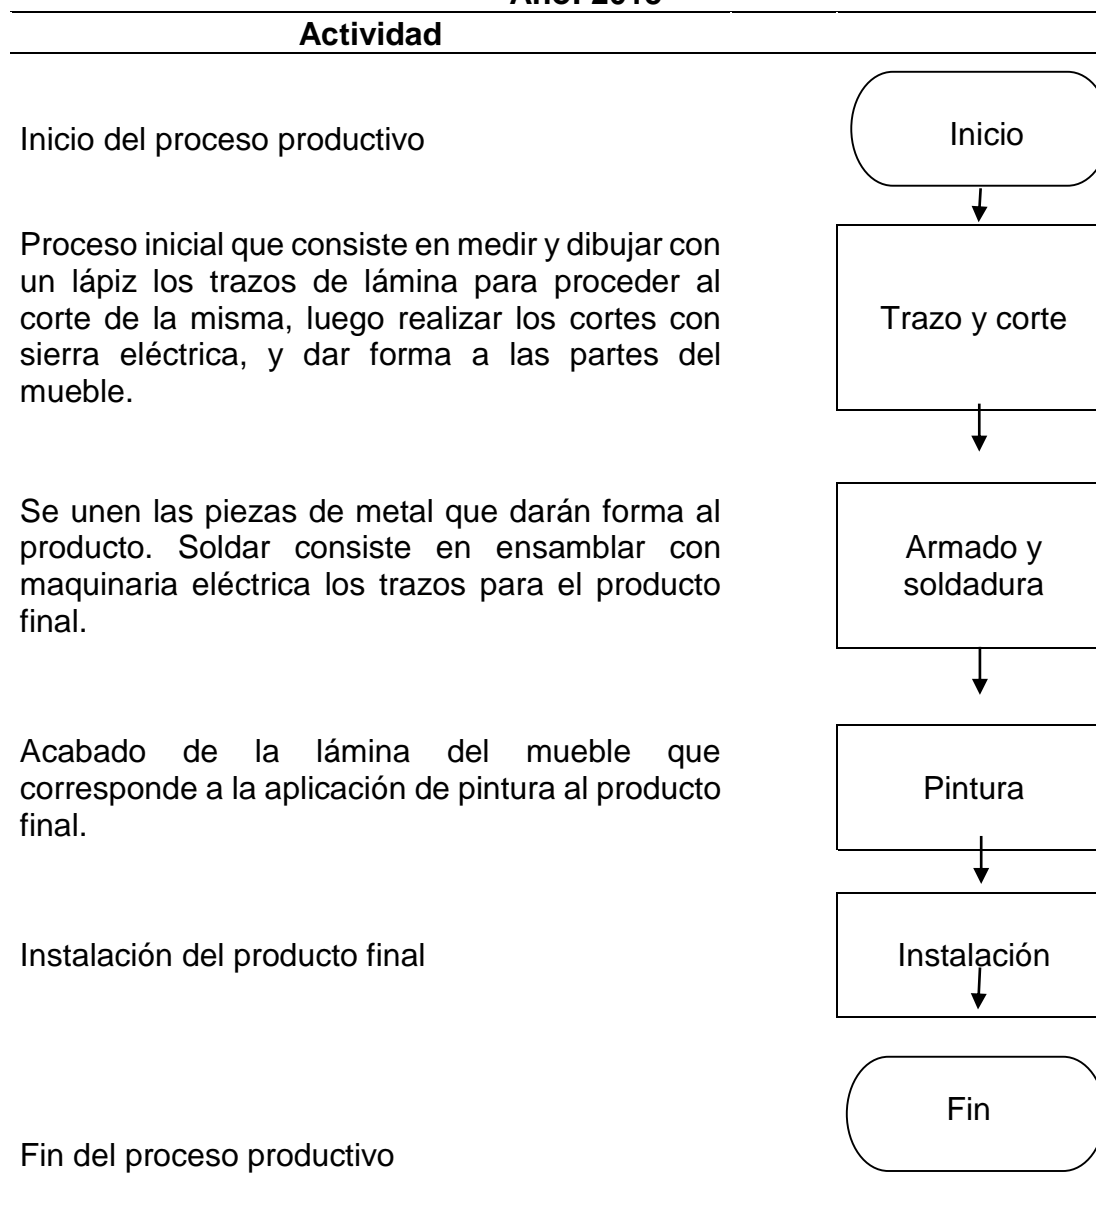 Actividad
Inicio del proceso productivo
Inicio
Proceso inicial que consiste en medir y dibujar con
un lápiz los trazos de lámina para proceder al
corte de la misma, luego realizar los cortes con
sierra eléctrica, y dar forma a las partes del
mueble.
Trazo y corte
Se unen las piezas de metal que darán forma al
producto. Soldar consiste en ensamblar con
maquinaria eléctrica los trazos para el producto
final.
Armado y
soldadura
Acabado de la lámina del mueble que
corresponde a la aplicación de pintura al producto
final.
Pintura
Instalación del producto final
Instalación
Fin
Fin del proceso productivo